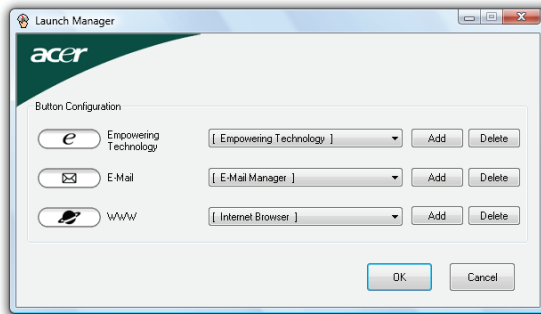 Launch Manager
acer
Button Configuration
e Empowering Technology [ Empowering Technology ] Add Delete
E-Mail [ E-Mail Manager ] Add Delete
WWW [ Internet Browser ] Add Delete
OK Cancel